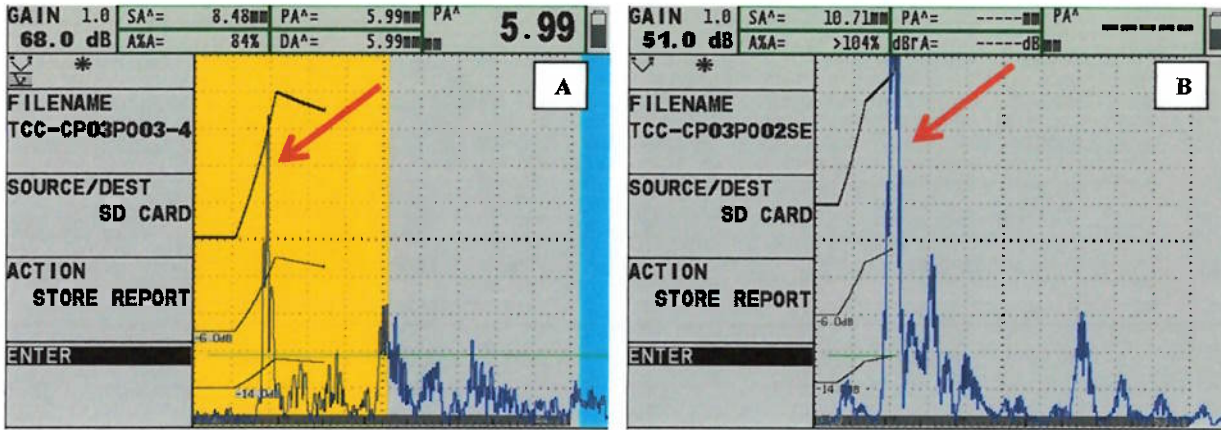 GAIN 1.0 SA^= 8.48mm PA^= 5.99mm PA^
68.0 dB A%A= 84% DA^= 5.99mm mm 5.99
FILENAME
TCC-CP03P003-4
SOURCE/DEST
SD CARD
ACTION
STORE REPORT
ENTER
A
-6.0dB
-14.0dB
GAIN 1.0 SA^= 10.71mm PA^= -----mm PA^
51.0 dB A%A= >104% dBrA= -----dB mm -----
FILENAME
TCC-CP03P002SE
SOURCE/DEST
SD CARD
ACTION
STORE REPORT
ENTER
B
-6.0dB